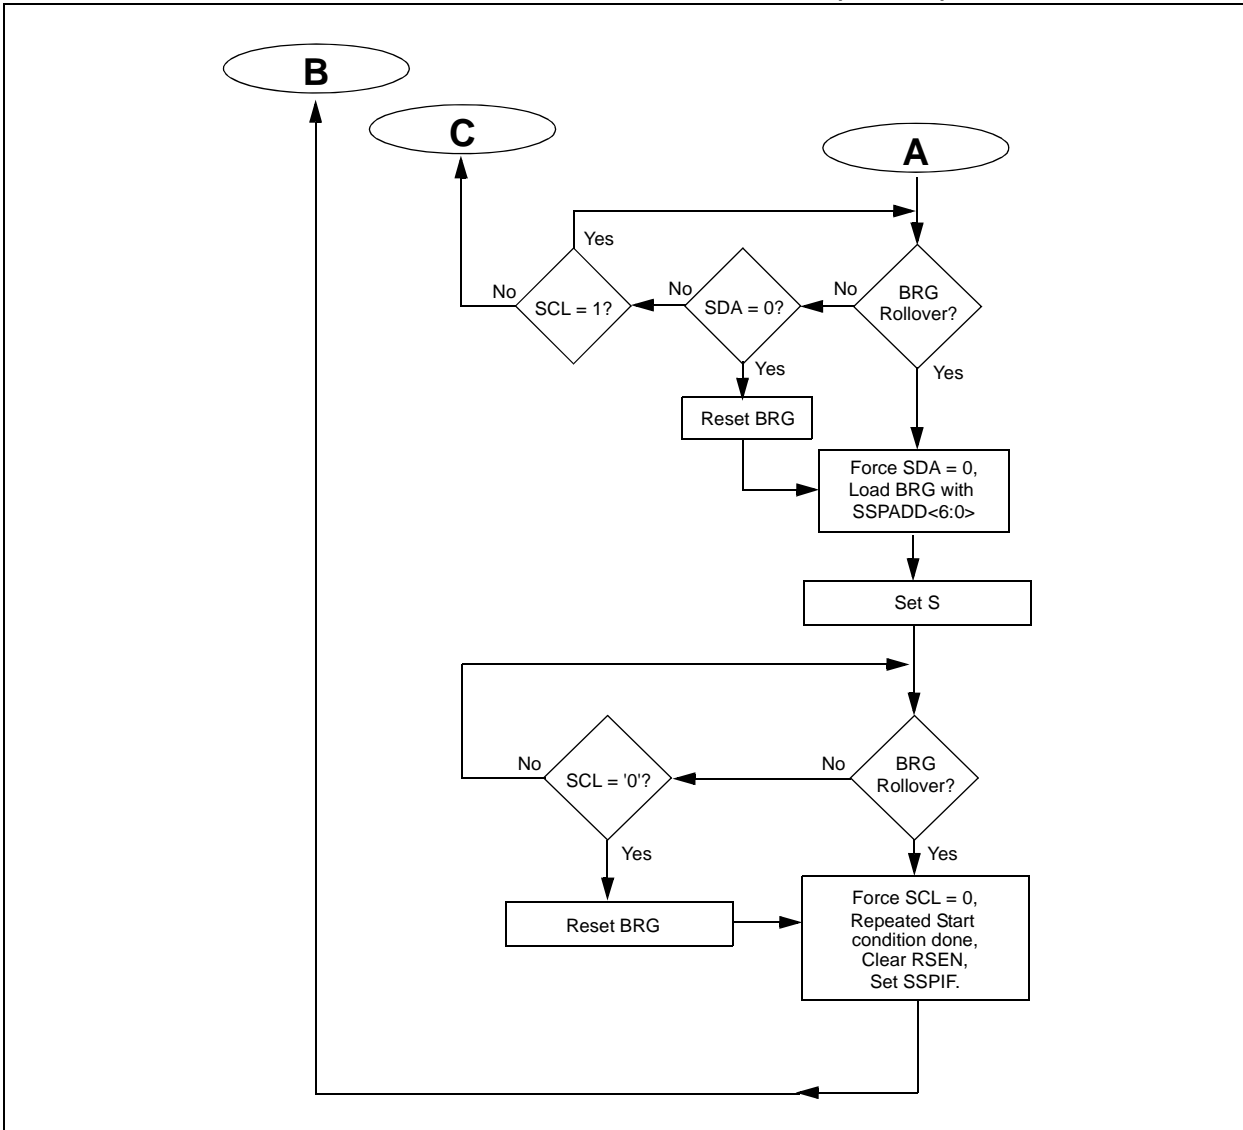 B
C
A
Yes
No
SCL = 1?
No
SDA = 0?
No
BRG
Rollover?
Yes
Yes
Reset BRG
Force SDA = 0,
Load BRG with
SSPADD<6:0>
Set S
No
SCL = '0'?
No
BRG
Rollover?
Yes
Yes
Reset BRG
Force SCL = 0,
Repeated Start
condition done,
Clear RSEN,
Set SSPIF.